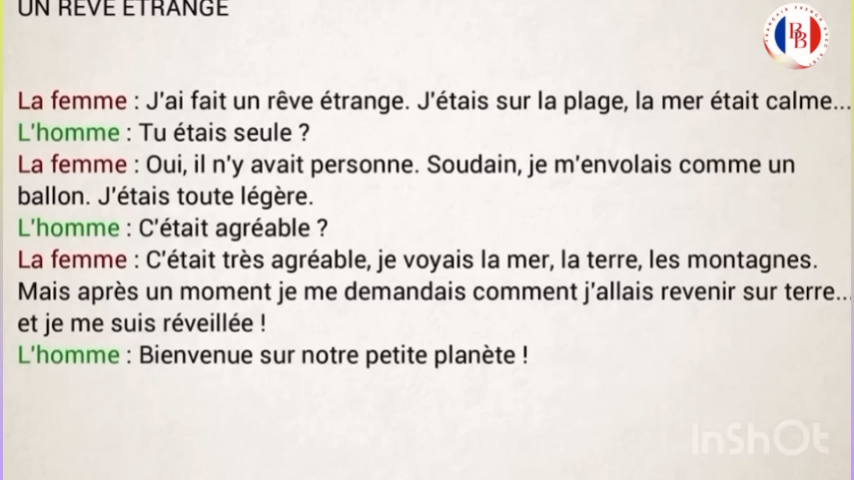 UN RÊVE ÉTRANGE
La femme : J'ai fait un rêve étrange. J'étais sur la plage, la mer était calme...
L'homme : Tu étais seule ?
La femme : Oui, il n'y avait personne. Soudain, je m'envolais comme un
ballon. J'étais toute légère.
L'homme : C'était agréable ?
La femme : C'était très agréable, je voyais la mer, la terre, les montagnes.
Mais après un moment je me demandais comment j'allais revenir sur terre...
et je me suis réveillée !
L'homme : Bienvenue sur notre petite planète !
InShOt